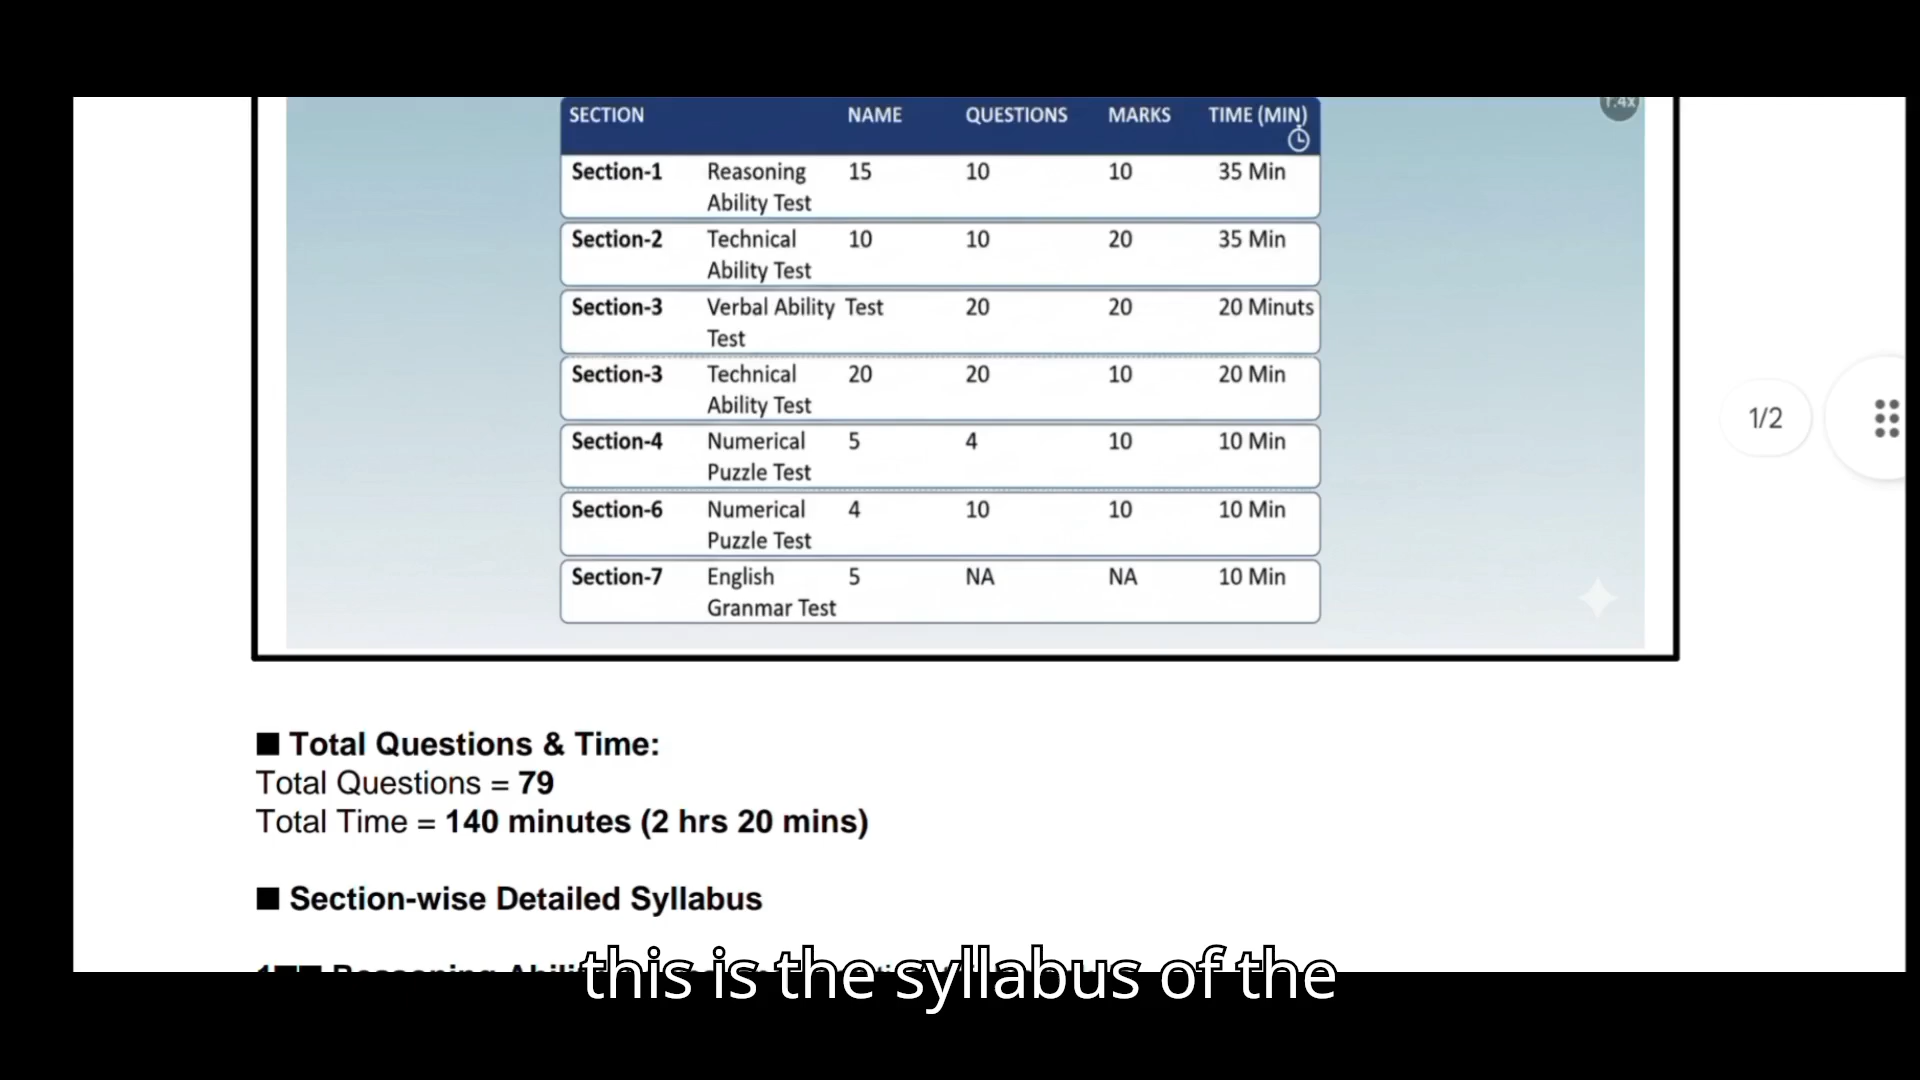 1.4x
SECTION NAME QUESTIONS MARKS TIME (MIN)
Section-1 Reasoning 15 10 10 35 Min
Ability Test
Section-2 Technical 10 10 20 35 Min
Ability Test
Section-3 Verbal Ability Test 20 20 20 Minuts
Test
Section-3 Technical 20 20 10 20 Min
Ability Test
Section-4 Numerical 5 4 10 10 Min
Puzzle Test
Section-6 Numerical 4 10 10 10 Min
Puzzle Test
Section-7 English 5 NA NA 10 Min
Granmar Test
1/2
■ Total Questions & Time:
Total Questions = 79
Total Time = 140 minutes (2 hrs 20 mins)
■ Section-wise Detailed Syllabus
this is the syllabus of the